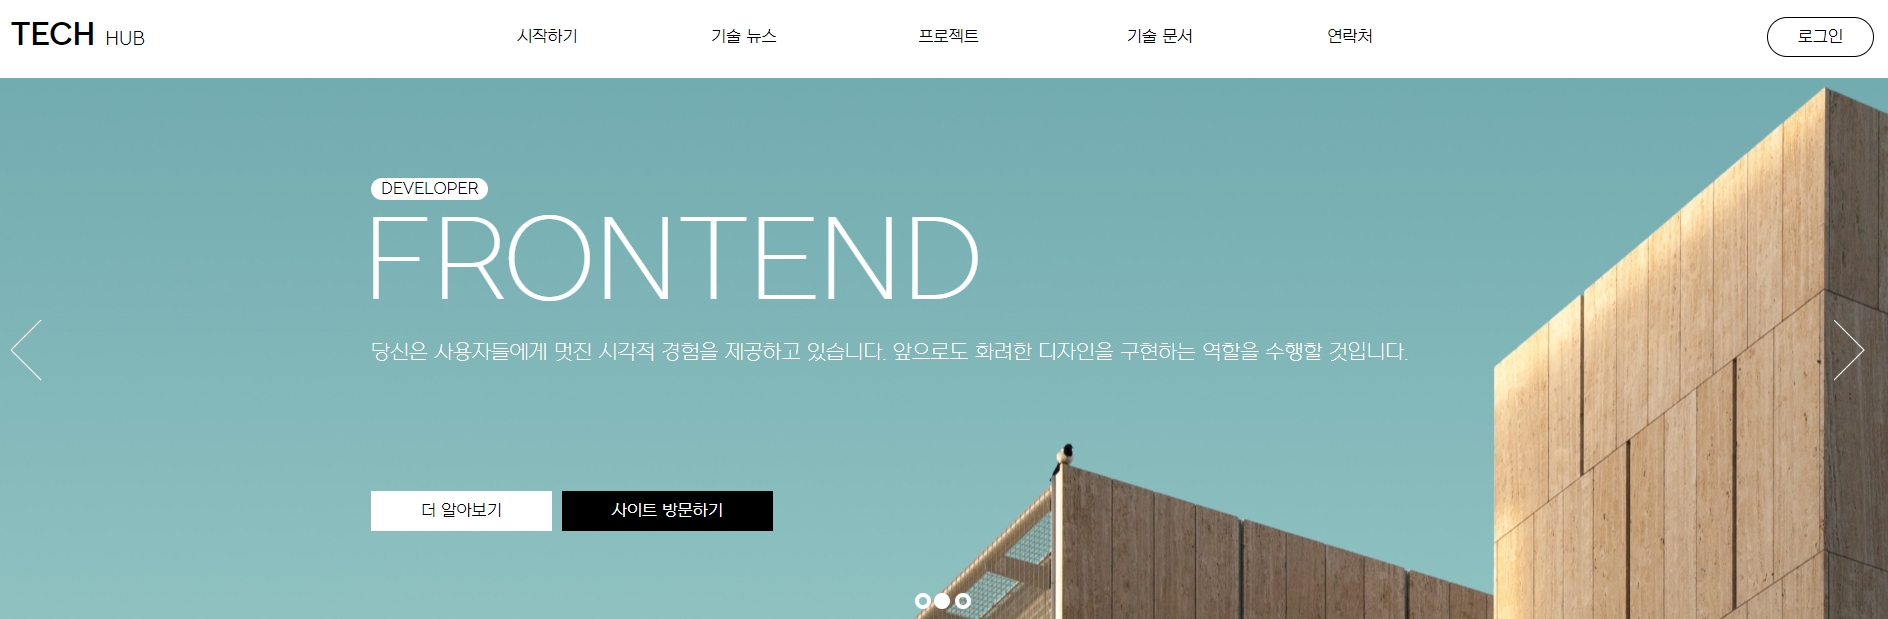 TECH HUB
시작하기 기술 뉴스 프로젝트 기술 문서 연락처 로그인
DEVELOPER
FRONTEND
당신은 사용자들에게 멋진 시각적 경험을 제공하고 있습니다. 앞으로도 화려한 디자인을 구현하는 역할을 수행할 것입니다.
더 알아보기 사이트 방문하기